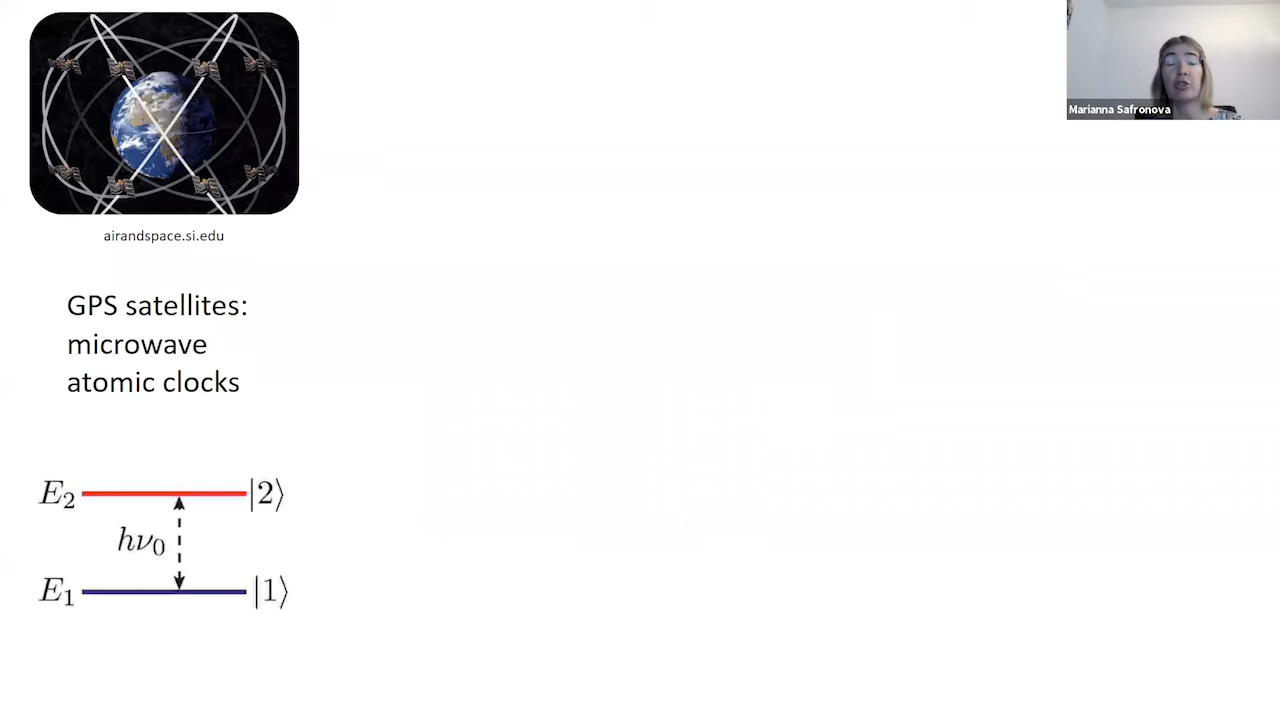 Marianna Safronova
airandspace.si.edu
GPS satellites:
microwave
atomic clocks
E₂ |2⟩
hν₀
E₁ |1⟩